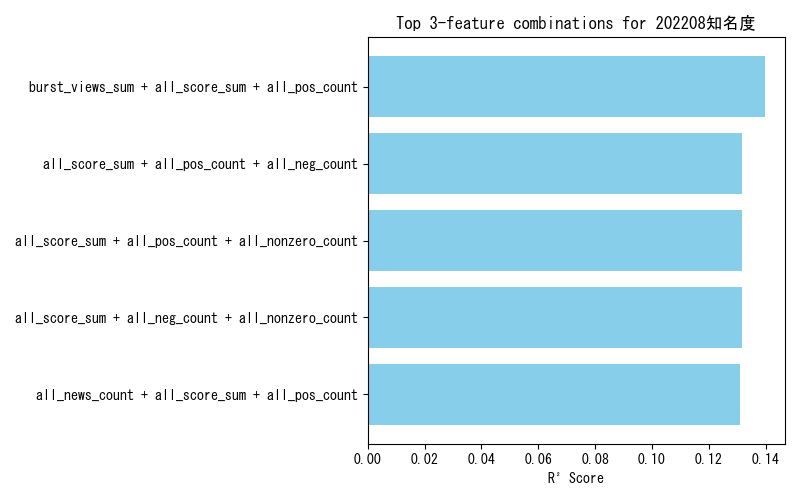 Top 3-feature combinations for 202208知名度
burst_views_sum + all_score_sum + all_pos_count
all_score_sum + all_pos_count + all_neg_count
all_score_sum + all_pos_count + all_nonzero_count
all_score_sum + all_neg_count + all_nonzero_count
all_news_count + all_score_sum + all_pos_count
0.00 0.02 0.04 0.06 0.08 0.10 0.12 0.14
R² Score